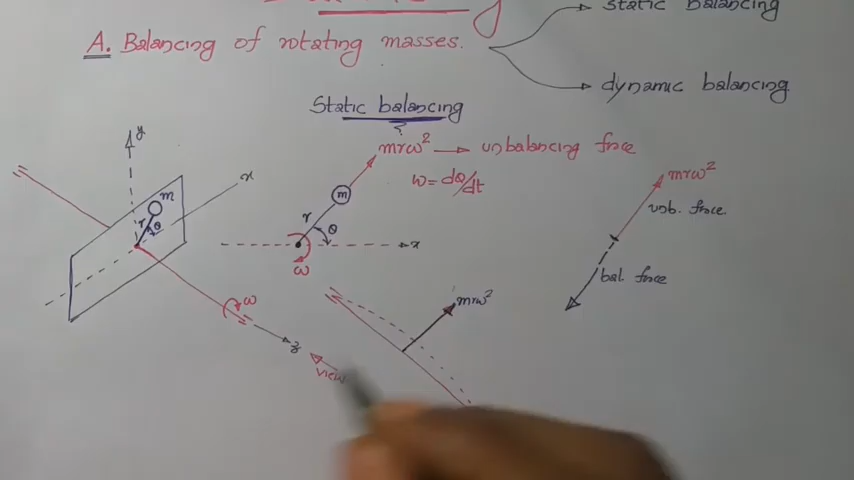 static balancing
A. Balancing of rotating masses.
dynamic balancing
Static balancing
mrω² → unbalancing force
ω = dθ/dt
y
x
m
r
θ
m
r
θ
x
ω
mrω²
unb. force.
bal. force
ω
z
view
mrω²